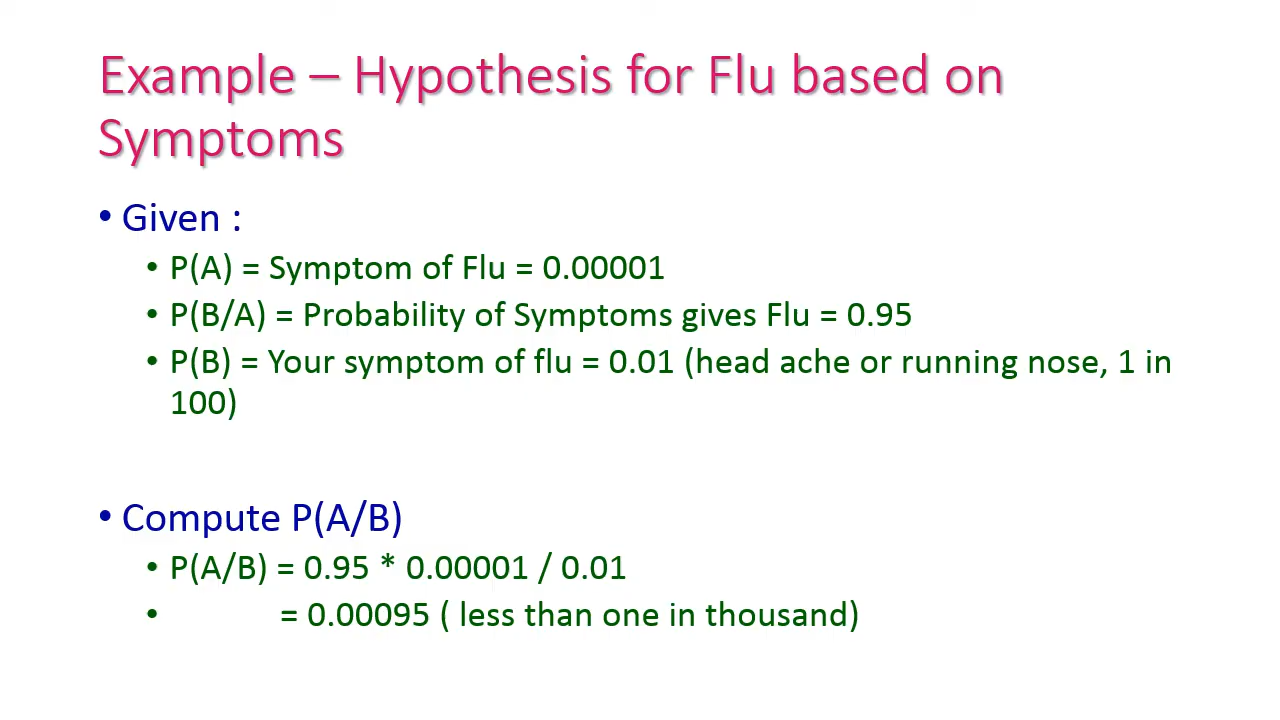 Example – Hypothesis for Flu based on
Symptoms
• Given :
• P(A) = Symptom of Flu = 0.00001
• P(B/A) = Probability of Symptoms gives Flu = 0.95
• P(B) = Your symptom of flu = 0.01 (head ache or running nose, 1 in
100)
• Compute P(A/B)
• P(A/B) = 0.95 * 0.00001 / 0.01
• = 0.00095 ( less than one in thousand)